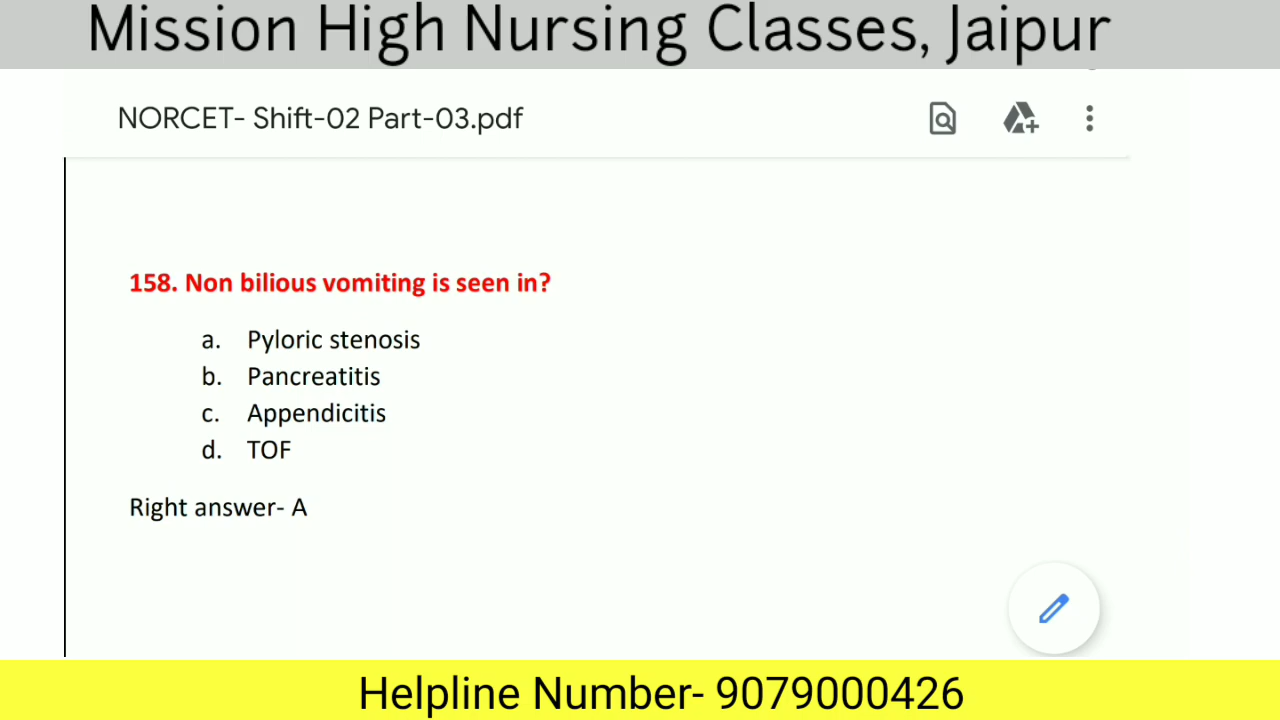 Mission High Nursing Classes, Jaipur
NORCET- Shift-02 Part-03.pdf
158. Non bilious vomiting is seen in?
a. Pyloric stenosis
b. Pancreatitis
c. Appendicitis
d. TOF
Right answer- A
Helpline Number- 9079000426